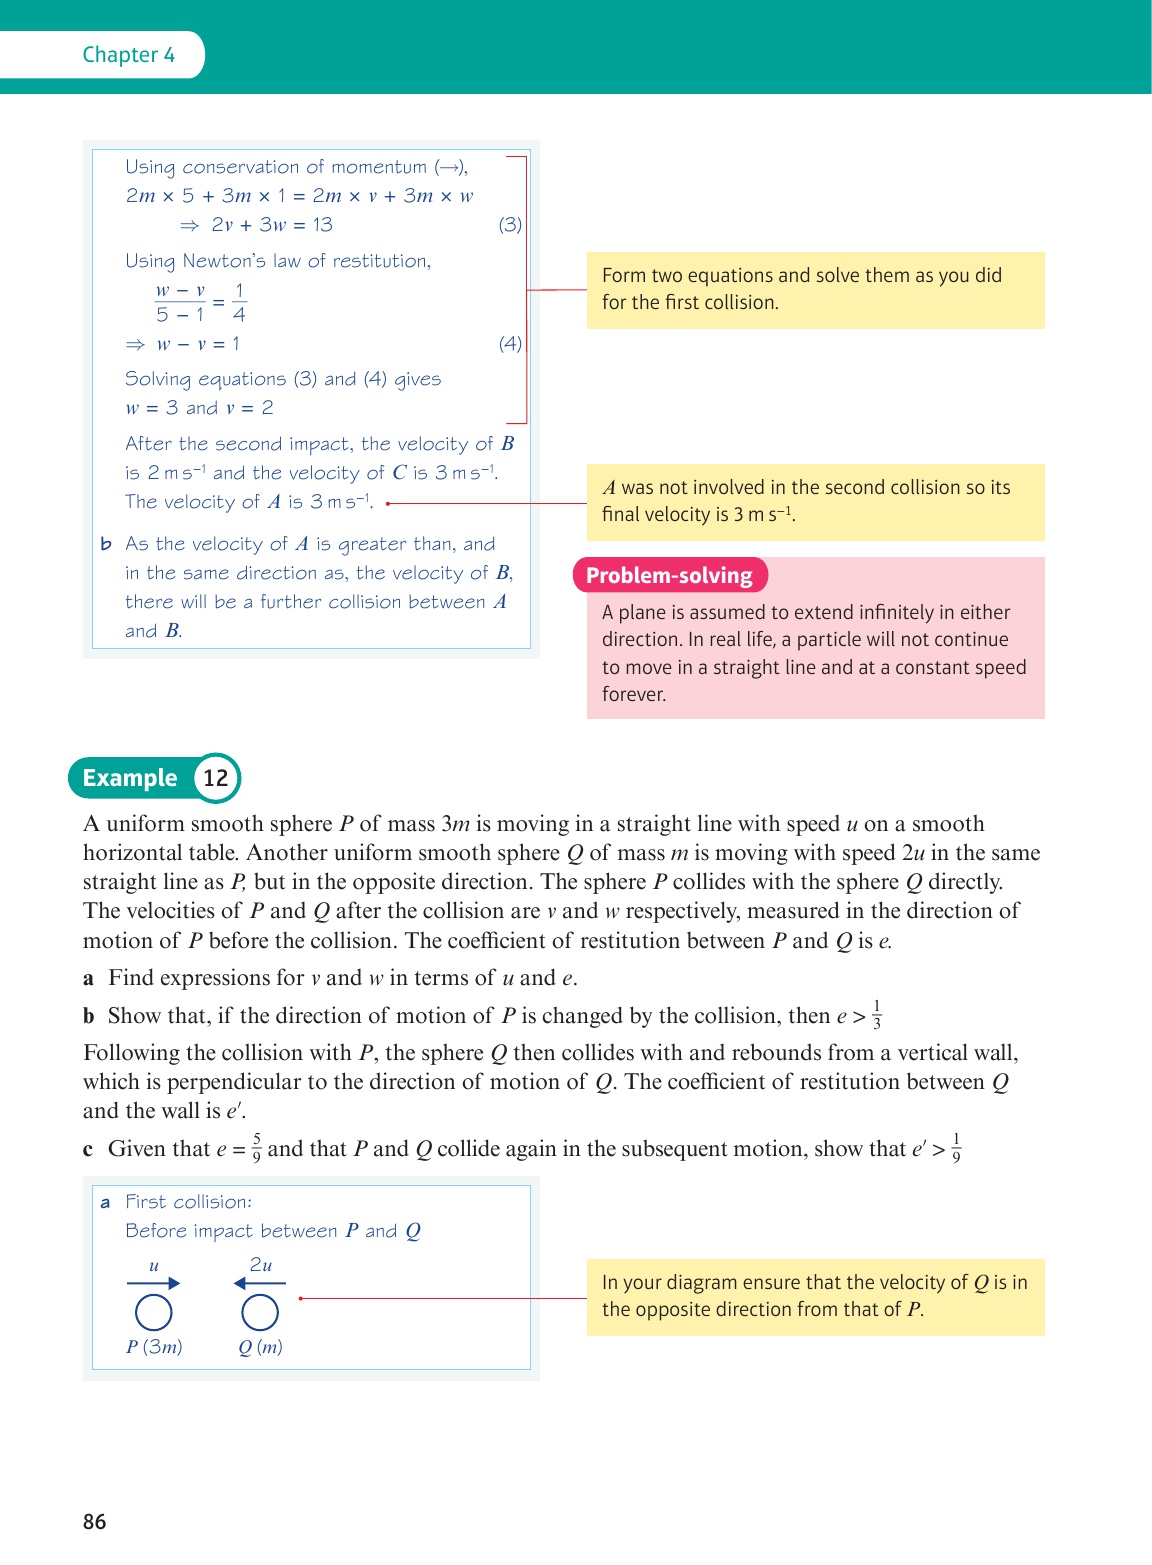 Chapter 4
Using conservation of momentum (→),
2m × 5 + 3m × 1 = 2m × v + 3m × w
⇒ 2v + 3w = 13 (3)
Using Newton's law of restitution,
(w − v)/(5 − 1) = 1/4
⇒ w − v = 1 (4)
Solving equations (3) and (4) gives
w = 3 and v = 2
After the second impact, the velocity of B
is 2 m s⁻¹ and the velocity of C is 3 m s⁻¹.
The velocity of A is 3 m s⁻¹.
b As the velocity of A is greater than, and
in the same direction as, the velocity of B,
there will be a further collision between A
and B.
Form two equations and solve them as you did
for the first collision.
A was not involved in the second collision so its
final velocity is 3 m s⁻¹.
Problem-solving
A plane is assumed to extend infinitely in either
direction. In real life, a particle will not continue
to move in a straight line and at a constant speed
forever.
Example 12
A uniform smooth sphere P of mass 3m is moving in a straight line with speed u on a smooth
horizontal table. Another uniform smooth sphere Q of mass m is moving with speed 2u in the same
straight line as P, but in the opposite direction. The sphere P collides with the sphere Q directly.
The velocities of P and Q after the collision are v and w respectively, measured in the direction of
motion of P before the collision. The coefficient of restitution between P and Q is e.
a Find expressions for v and w in terms of u and e.
b Show that, if the direction of motion of P is changed by the collision, then e > 1/3
Following the collision with P, the sphere Q then collides with and rebounds from a vertical wall,
which is perpendicular to the direction of motion of Q. The coefficient of restitution between Q
and the wall is e′.
c Given that e = 5/9 and that P and Q collide again in the subsequent motion, show that e′ > 1/9
a First collision:
Before impact between P and Q
u 2u
P (3m) Q (m)
In your diagram ensure that the velocity of Q is in
the opposite direction from that of P.
86